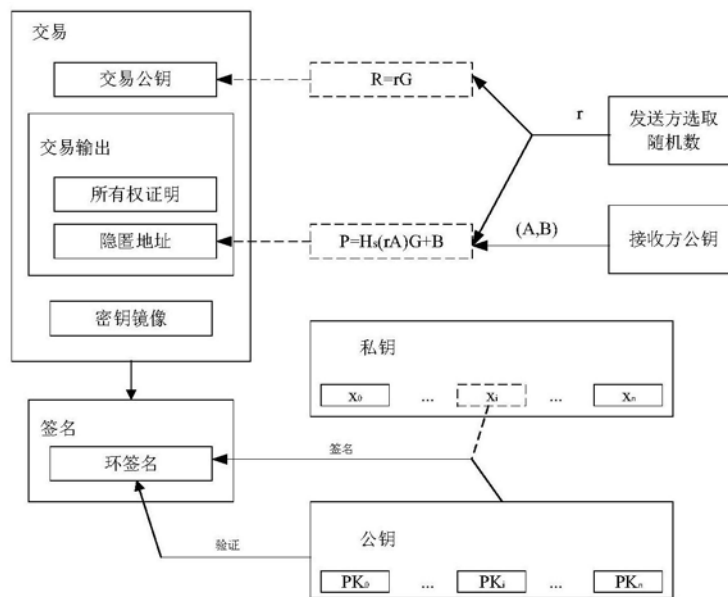 交易
交易公钥
R=rG
r
发送方选取
随机数
交易输出
所有权证明
隐匿地址
P=Hs(rA)G+B
(A,B)
接收方公钥
密钥镜像
私钥
x₀ ... xᵢ ... xₙ
签名
环签名
签名
公钥
验证
PK₀ ... PKᵢ ... PKₙ